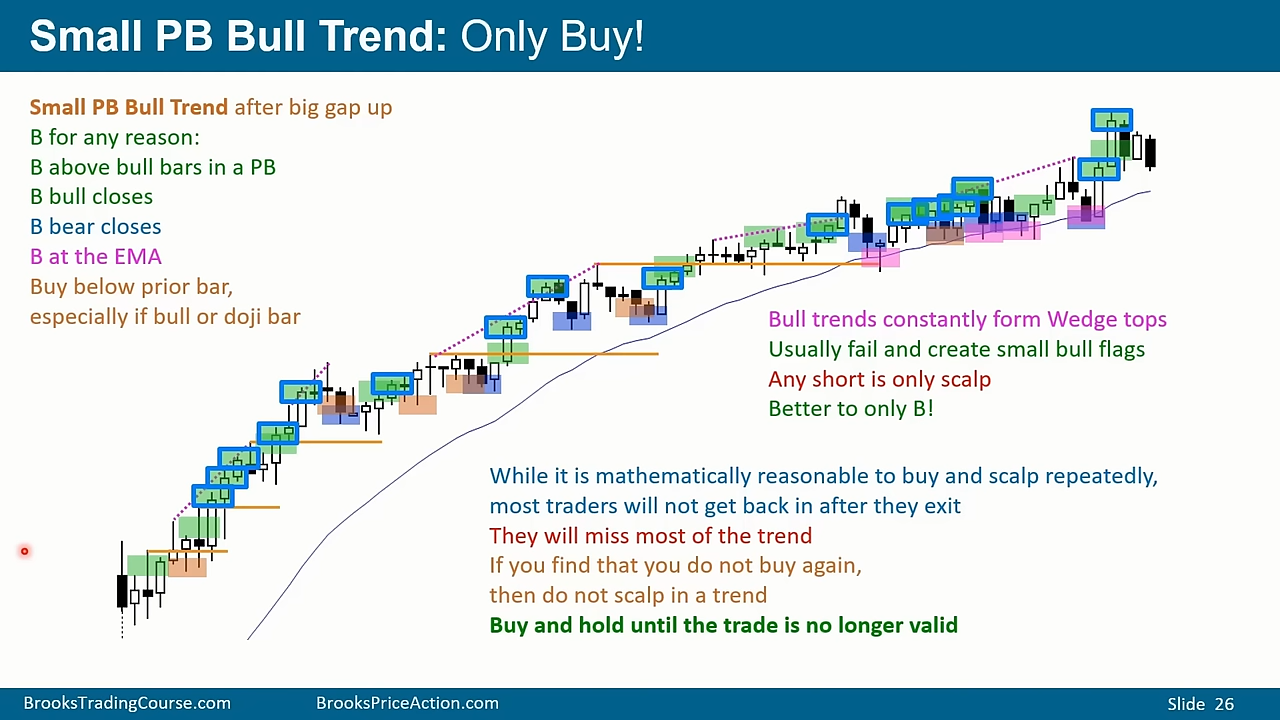 Small PB Bull Trend: Only Buy!
Small PB Bull Trend after big gap up
B for any reason:
B above bull bars in a PB
B bull closes
B bear closes
B at the EMA
Buy below prior bar,
especially if bull or doji bar
Bull trends constantly form Wedge tops
Usually fail and create small bull flags
Any short is only scalp
Better to only B!
While it is mathematically reasonable to buy and scalp repeatedly,
most traders will not get back in after they exit
They will miss most of the trend
If you find that you do not buy again,
then do not scalp in a trend
Buy and hold until the trade is no longer valid
BrooksTradingCourse.com
BrooksPriceAction.com
Slide 26